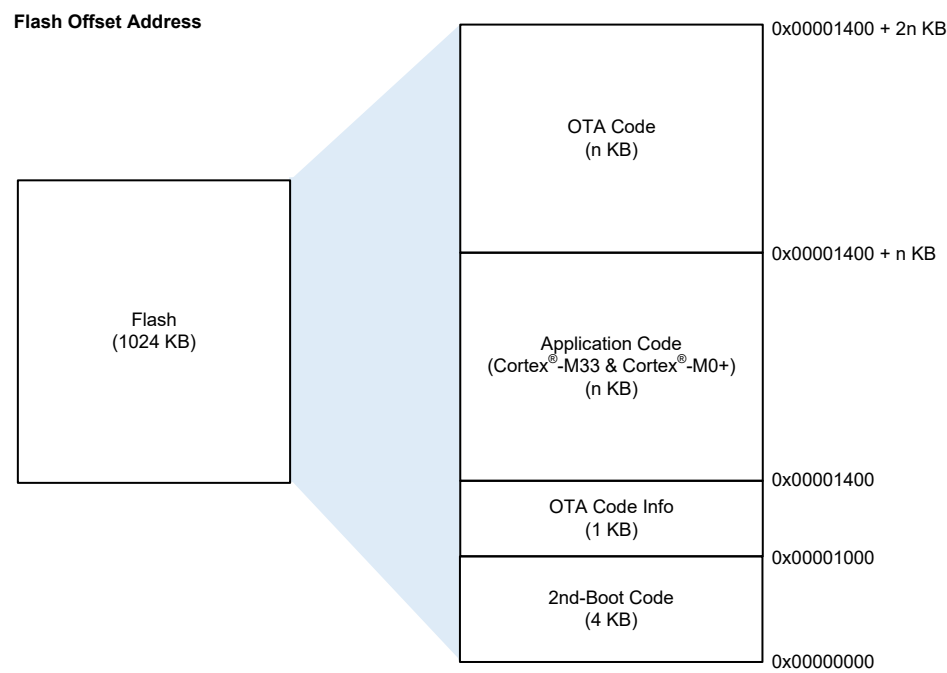 Flash Offset Address
0x00001400 + 2n KB
OTA Code
(n KB)
0x00001400 + n KB
Flash
(1024 KB)
Application Code
(Cortex®-M33 & Cortex®-M0+)
(n KB)
0x00001400
OTA Code Info
(1 KB)
0x00001000
2nd-Boot Code
(4 KB)
0x00000000